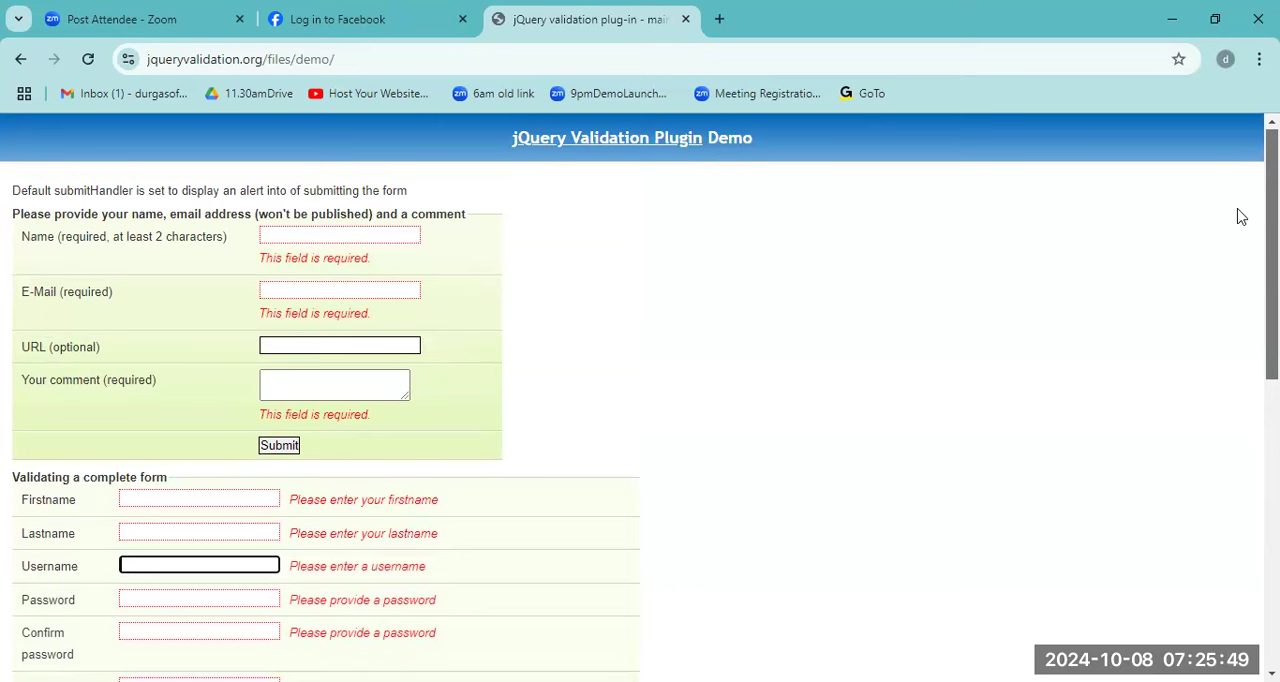 Post Attendee - Zoom
Log in to Facebook
jQuery validation plug-in - mai
jqueryvalidation.org/files/demo/
d
Inbox (1) - durgasof...
11.30amDrive
Host Your Website...
zm 6am old link
zm 9pmDemoLaunch...
zm Meeting Registratio...
G GoTo
jQuery Validation Plugin Demo
Default submitHandler is set to display an alert into of submitting the form
Please provide your name, email address (won't be published) and a comment
Name (required, at least 2 characters)
This field is required.
E-Mail (required)
This field is required.
URL (optional)
Your comment (required)
This field is required.
Submit
Validating a complete form
Firstname Please enter your firstname
Lastname Please enter your lastname
Username Please enter a username
Password Please provide a password
Confirm Please provide a password
password
2024-10-08 07:25:49